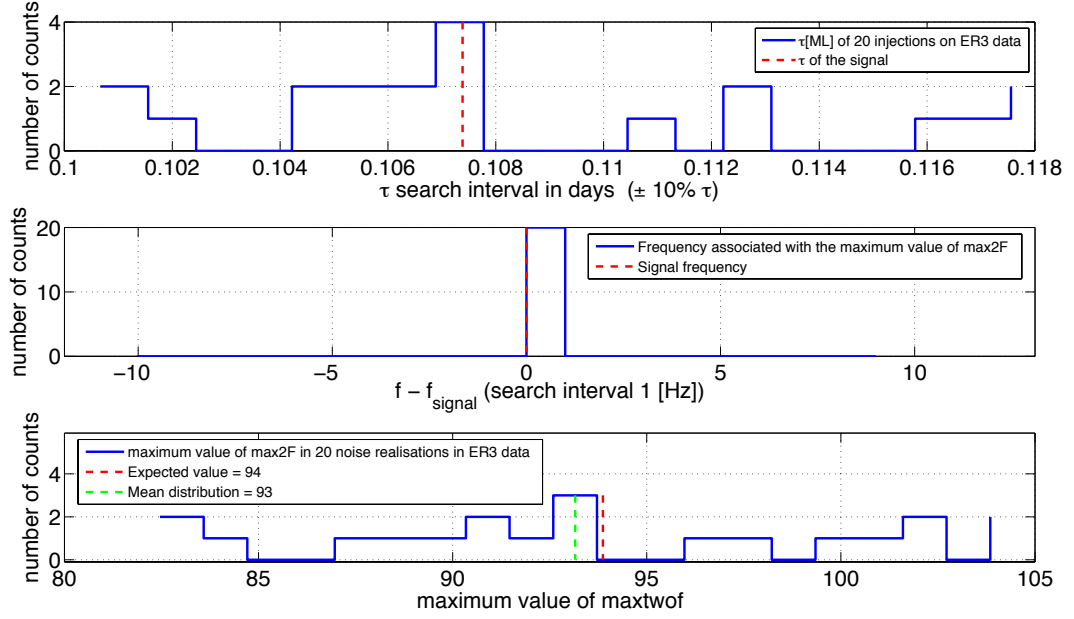 number of counts
4
2
0
τ[ML] of 20 injections on ER3 data
τ of the signal
0.1 0.102 0.104 0.106 0.108 0.11 0.112 0.114 0.116 0.118
τ search interval in days (± 10% τ)
number of counts
20
10
0
Frequency associated with the maximum value of max2F
Signal frequency
−10 −5 0 5 10
f − fsignal (search interval 1 [Hz])
number of counts
4
2
0
maximum value of max2F in 20 noise realisations in ER3 data
Expected value = 94
Mean distribution = 93
80 85 90 95 100 105
maximum value of maxtwof